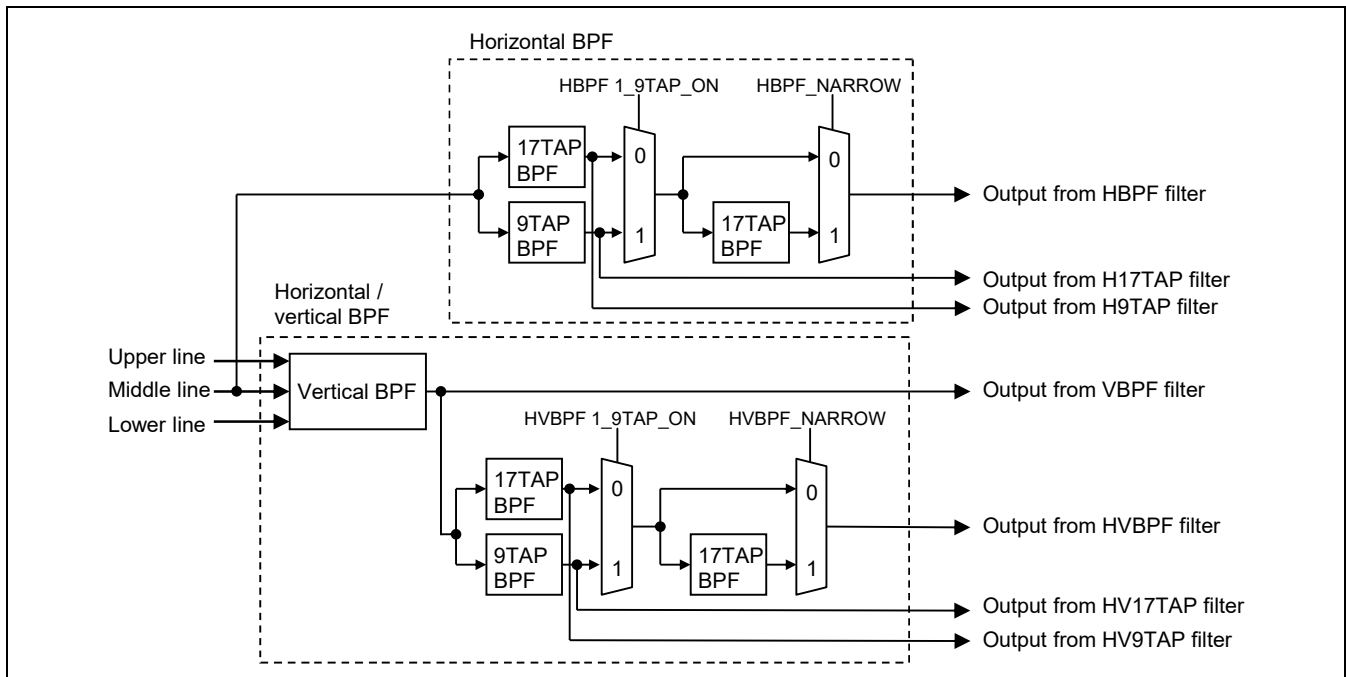 Horizontal BPF
HBPF 1_9TAP_ON
HBPF_NARROW
17TAP
BPF
0
0
9TAP
BPF
1
17TAP
BPF
1
Output from HBPF filter
Output from H17TAP filter
Output from H9TAP filter
Horizontal /
vertical BPF
Upper line
Middle line
Lower line
Vertical BPF
Output from VBPF filter
HVBPF 1_9TAP_ON
HVBPF_NARROW
17TAP
BPF
0
0
9TAP
BPF
1
17TAP
BPF
1
Output from HVBPF filter
Output from HV17TAP filter
Output from HV9TAP filter